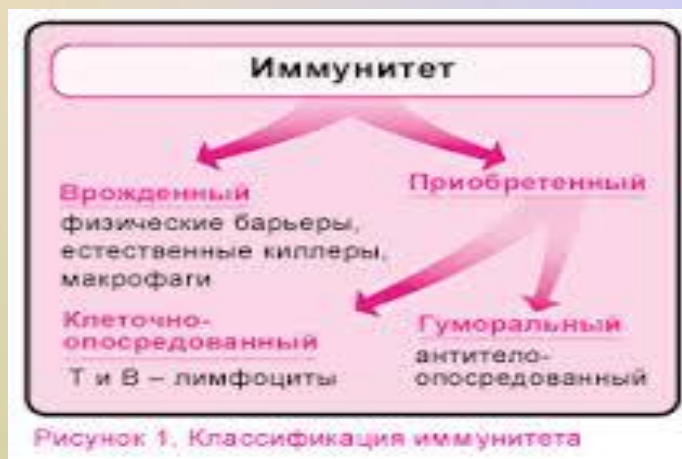 Иммунитет
Врожденный
физические барьеры,
естественные киллеры,
макрофаги
Приобретенный
Клеточно-
опосредованный
Т и В – лимфоциты
Гуморальный
антитело-
опосредованный
Рисунок 1. Классификация иммунитета